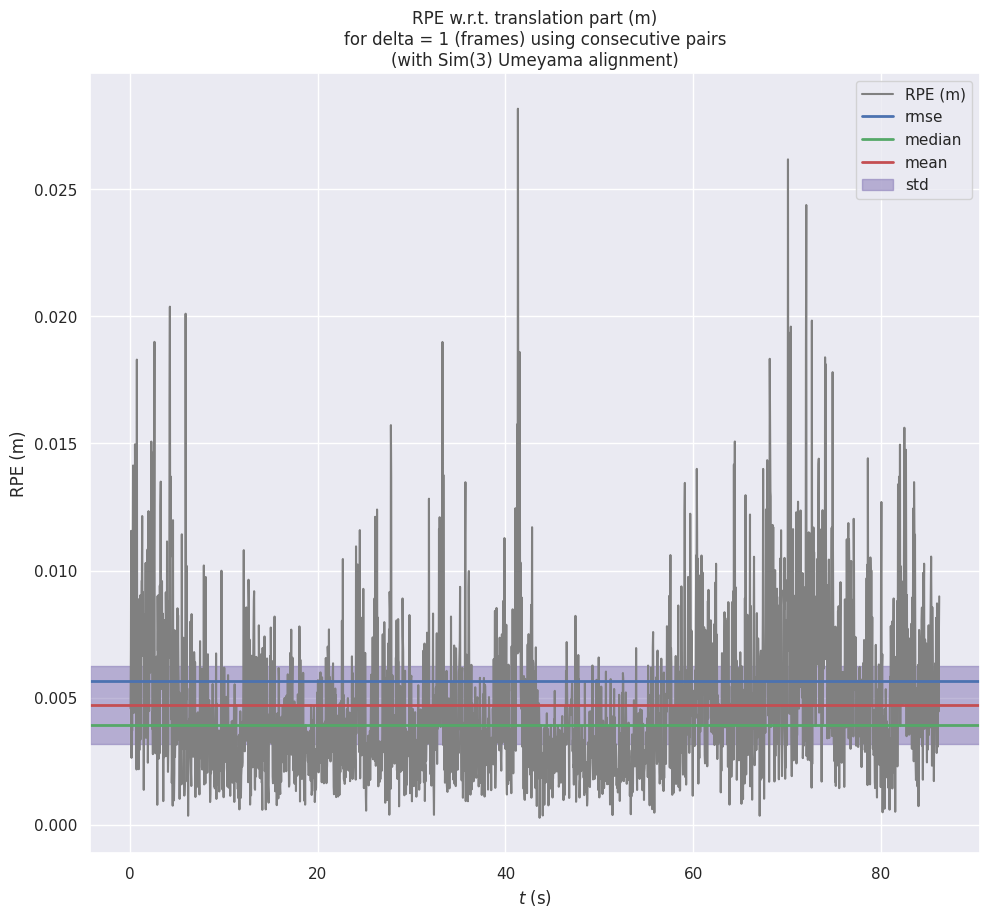 RPE w.r.t. translation part (m)
for delta = 1 (frames) using consecutive pairs
(with Sim(3) Umeyama alignment)
RPE (m)
rmse
median
mean
std
0.025
0.020
0.015
0.010
0.005
0.000
RPE (m)
0
20
40
60
80
t (s)